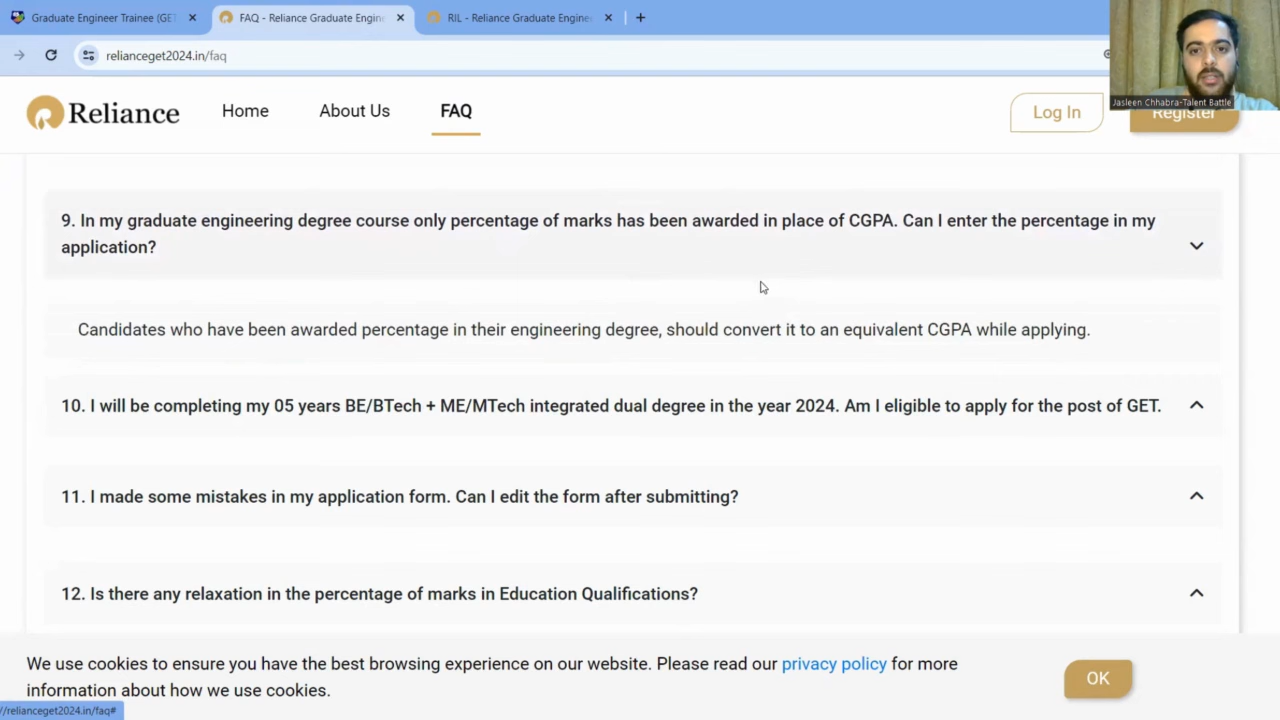 Graduate Engineer Trainee (GET
FAQ - Reliance Graduate Engine
RIL - Reliance Graduate Engine
relianceget2024.in/faq
Jasleen Chhabra-Talent Battle
Reliance
Home
About Us
FAQ
Log In
Register
9. In my graduate engineering degree course only percentage of marks has been awarded in place of CGPA. Can I enter the percentage in my
application?
Candidates who have been awarded percentage in their engineering degree, should convert it to an equivalent CGPA while applying.
10. I will be completing my 05 years BE/BTech + ME/MTech integrated dual degree in the year 2024. Am I eligible to apply for the post of GET.
11. I made some mistakes in my application form. Can I edit the form after submitting?
12. Is there any relaxation in the percentage of marks in Education Qualifications?
We use cookies to ensure you have the best browsing experience on our website. Please read our privacy policy for more
information about how we use cookies.
OK
//relianceget2024.in/faq#